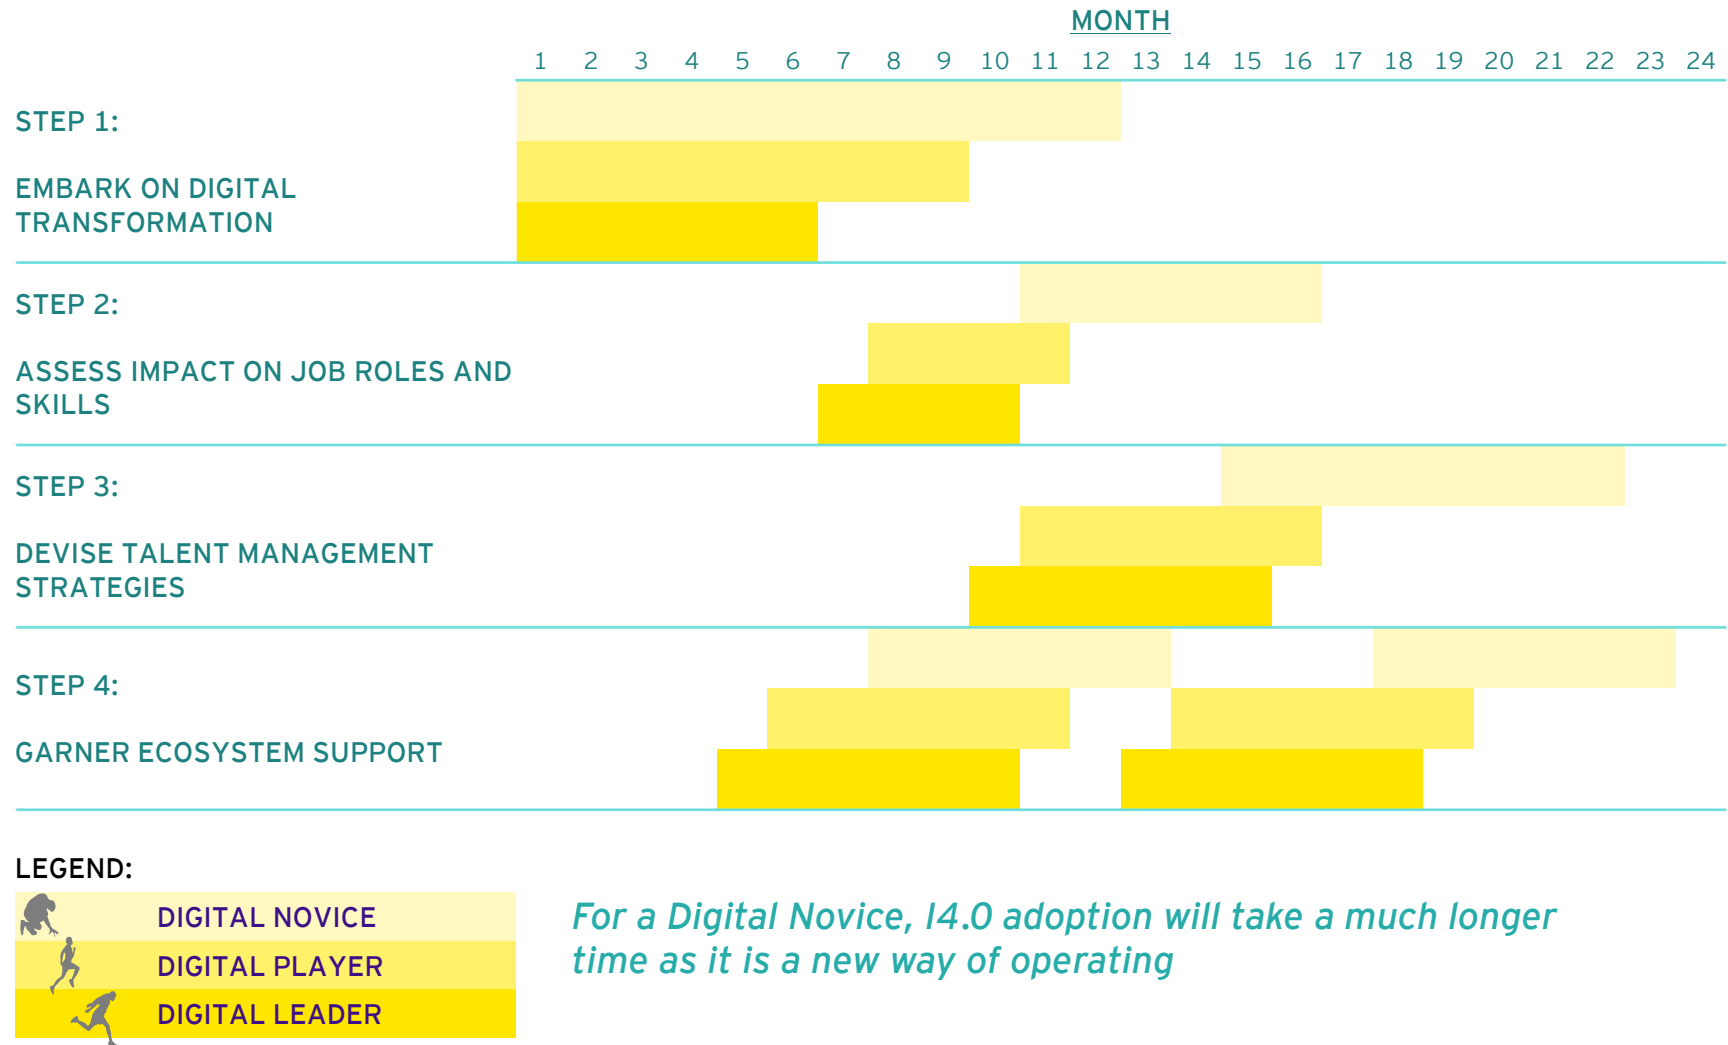 MONTH
1 2 3 4 5 6 7 8 9 10 11 12 13 14 15 16 17 18 19 20 21 22 23 24
STEP 1:
EMBARK ON DIGITAL
TRANSFORMATION
STEP 2:
ASSESS IMPACT ON JOB ROLES AND
SKILLS
STEP 3:
DEVISE TALENT MANAGEMENT
STRATEGIES
STEP 4:
GARNER ECOSYSTEM SUPPORT
LEGEND:
DIGITAL NOVICE
DIGITAL PLAYER
DIGITAL LEADER
For a Digital Novice, I4.0 adoption will take a much longer
time as it is a new way of operating